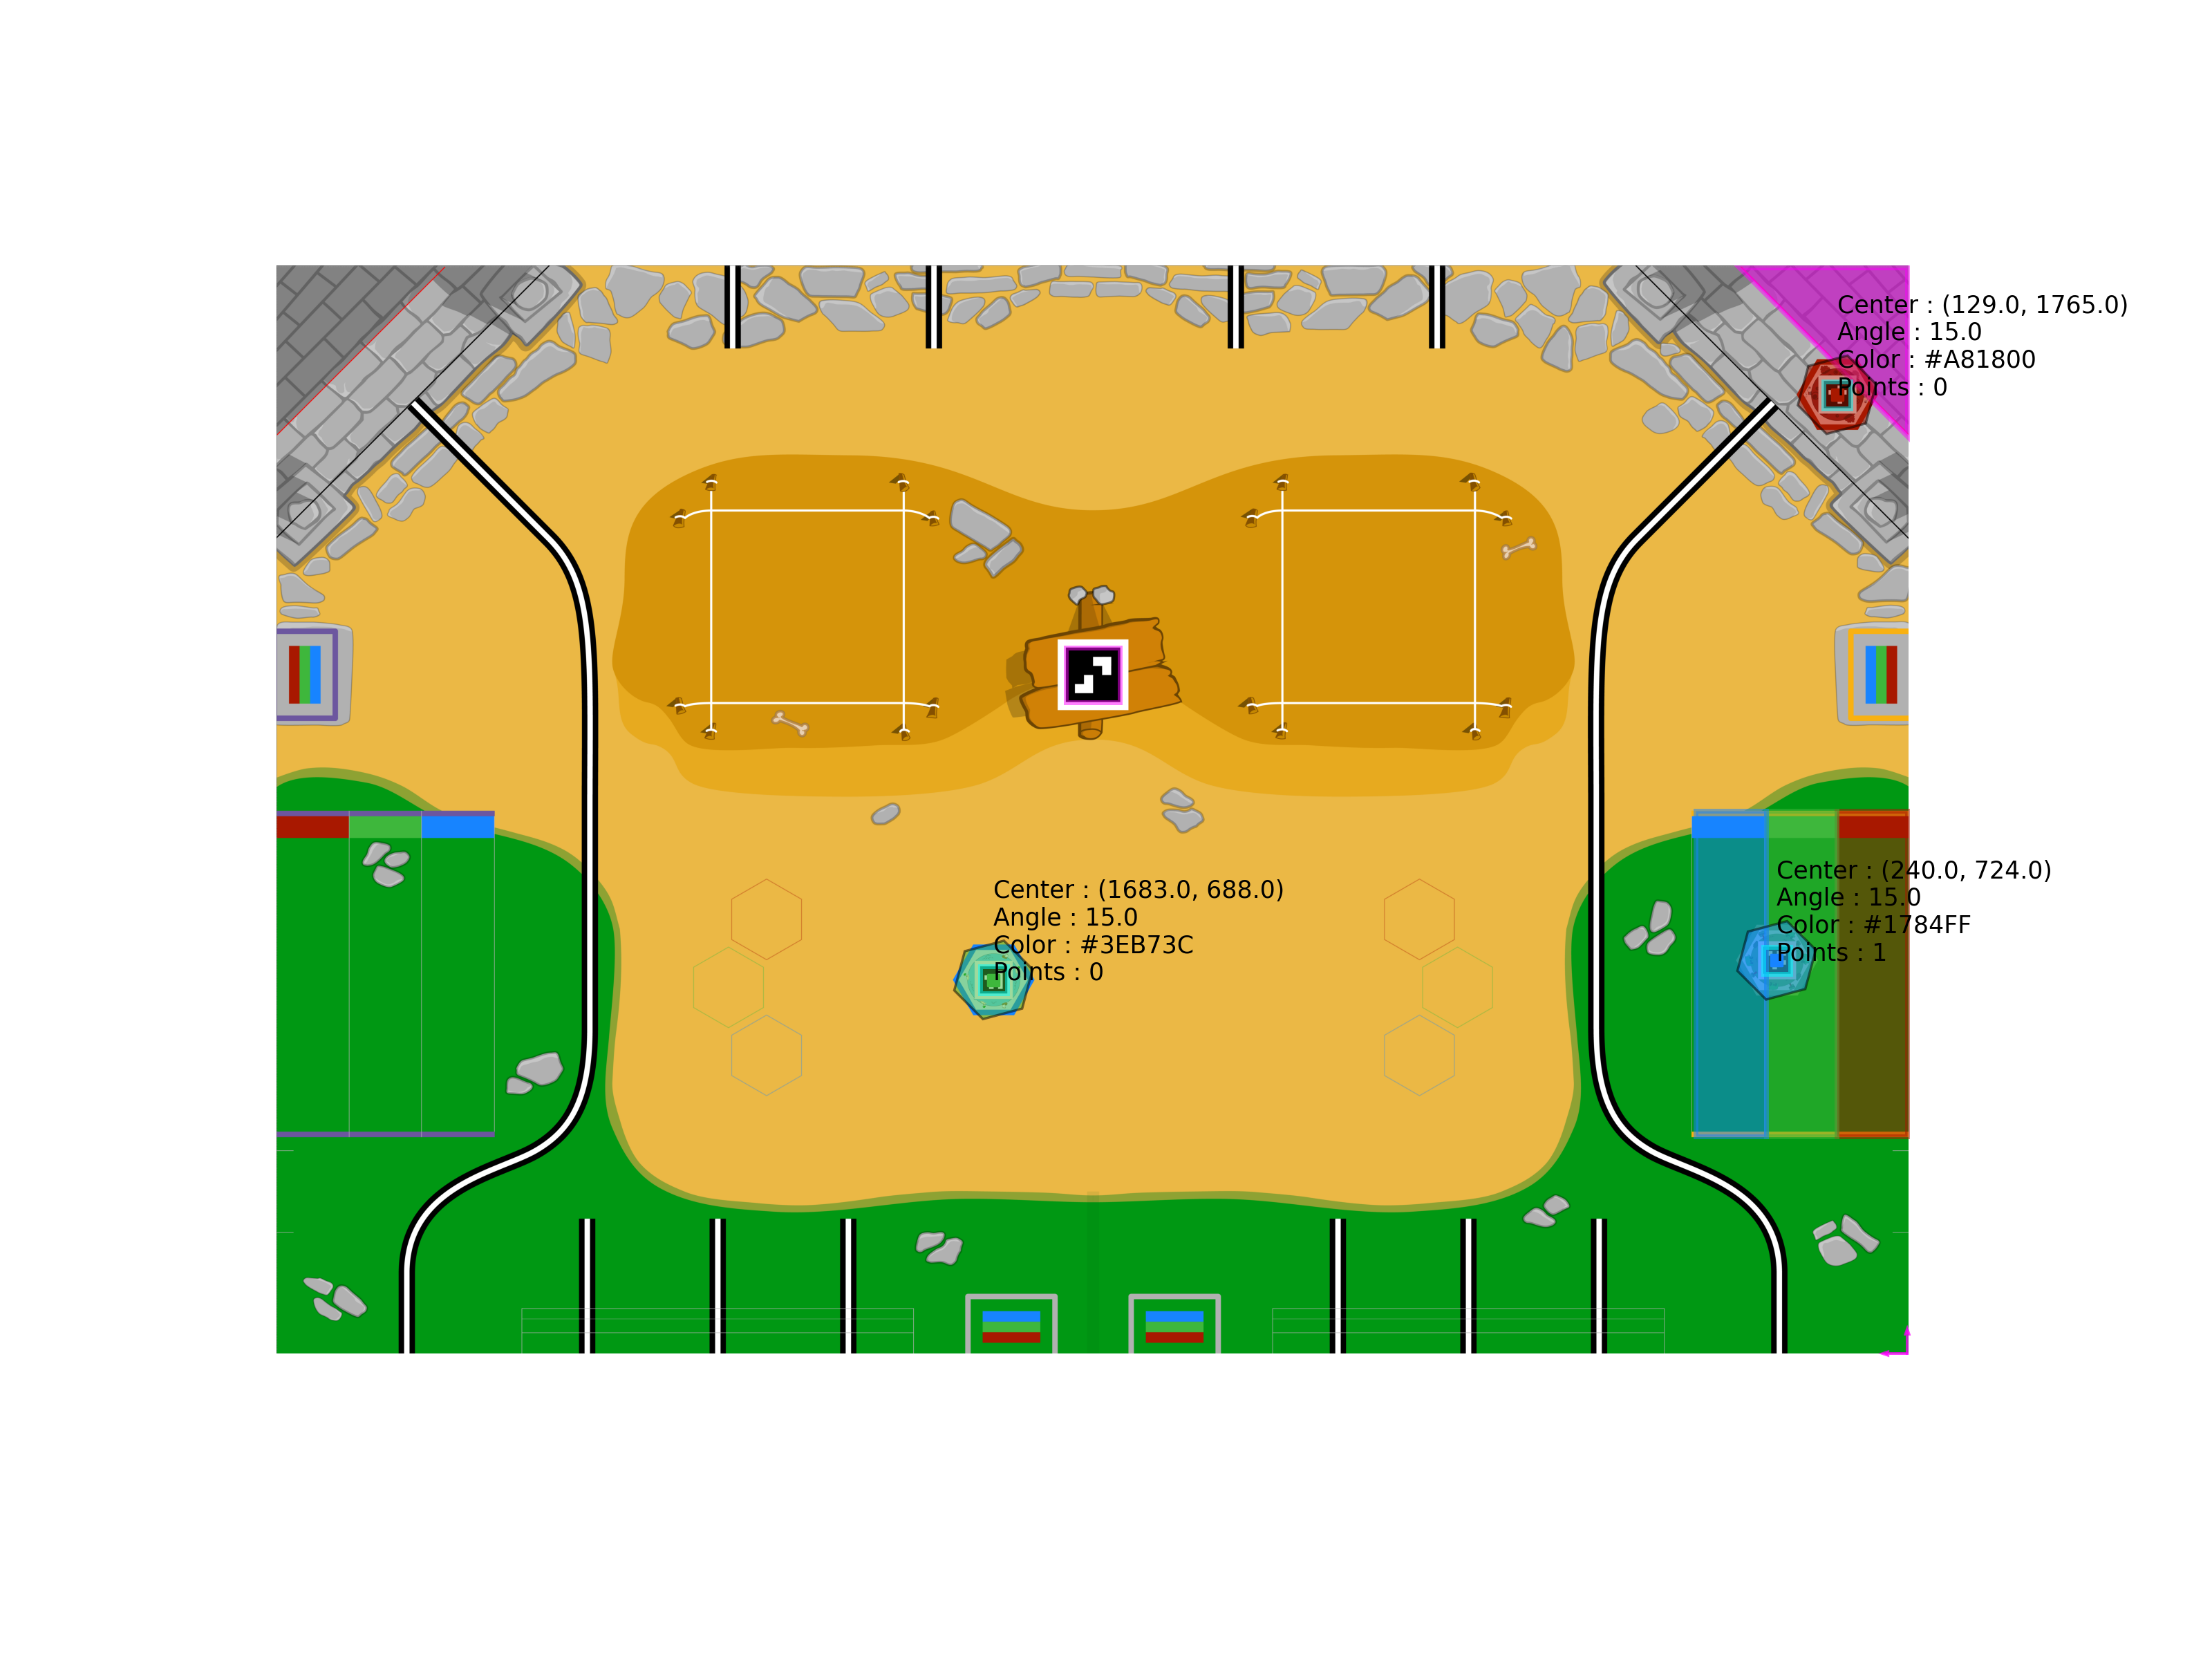 Center : (129.0, 1765.0)
Angle : 15.0
Color : #A81800
Points : 0
Center : (240.0, 724.0)
Angle : 15.0
Color : #1784FF
Points : 1
Center : (1683.0, 688.0)
Angle : 15.0
Color : #3EB73C
Points : 0